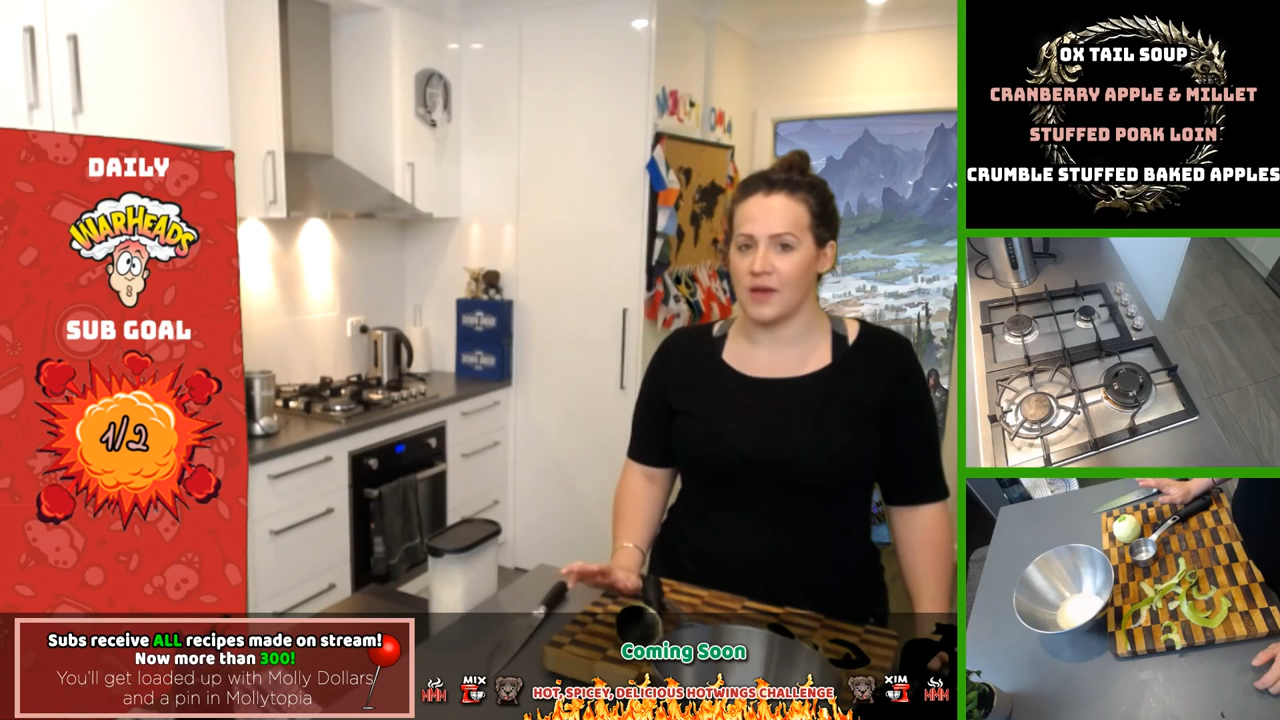 DAILY
WARHEADS
SUB GOAL
1/2
Subs receive ALL recipes made on stream!
Now more than 300!
You'll get loaded up with Molly Dollars
and a pin in Mollytopia
Coming Soon
MIX
HOT, SPICEY, DELICIOUS HOTWINGS CHALLENGE
XIM
OX TAIL SOUP
CRANBERRY APPLE & MILLET
STUFFED PORK LOIN
CRUMBLE STUFFED BAKED APPLES